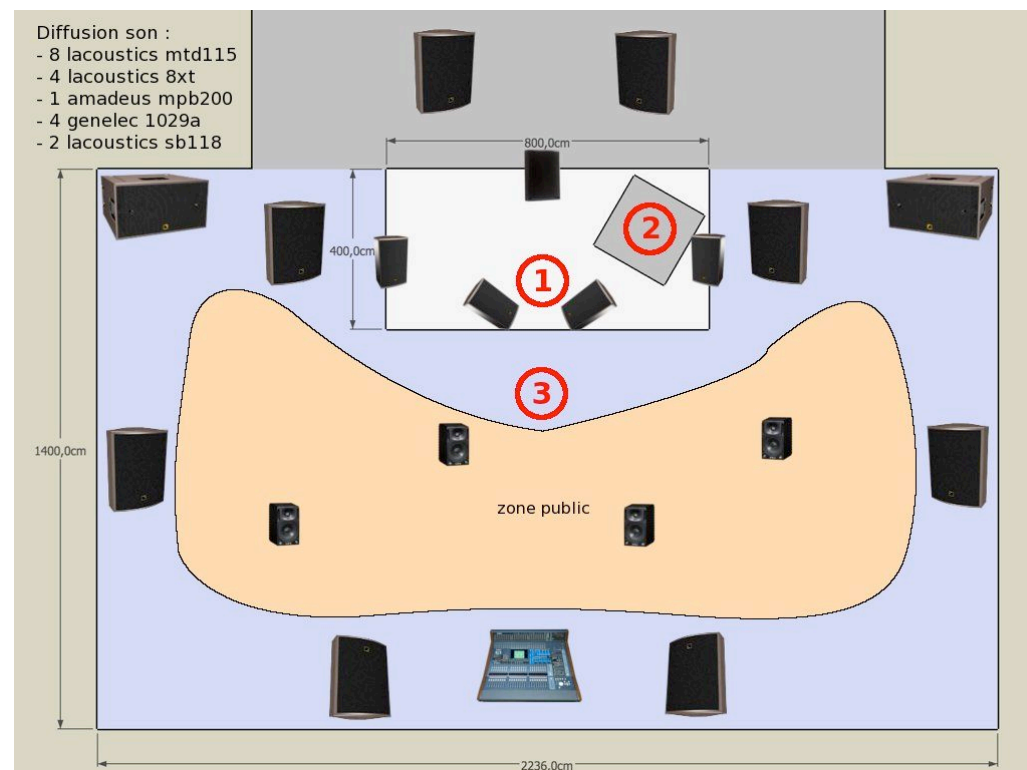 Diffusion son :
- 8 lacoustics mtd115
- 4 lacoustics 8xt
- 1 amadeus mpb200
- 4 genelec 1029a
- 2 lacoustics sb118
800,0cm
2
400,0cm
1
3
1400,0cm
zone public
2236,0cm